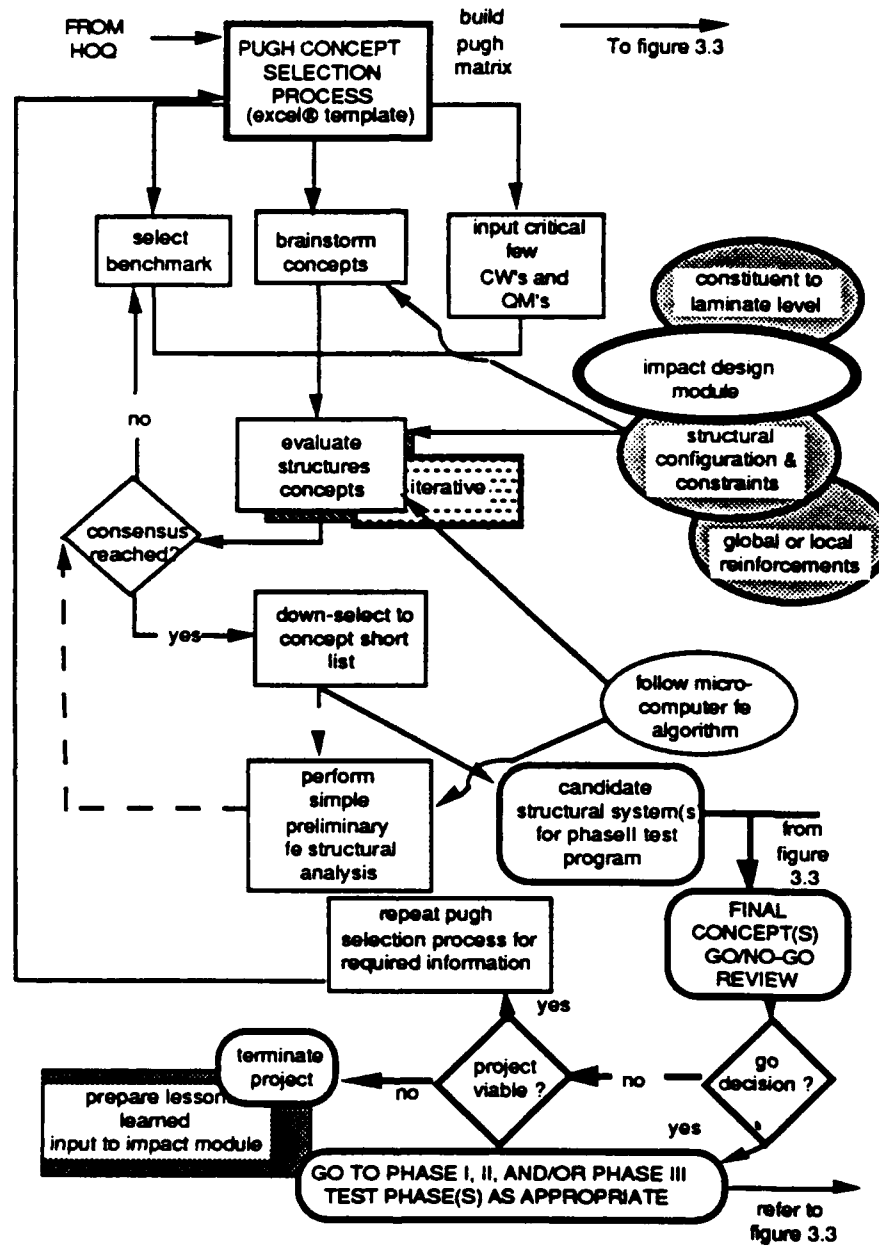 FROM
HOQ
PUGH CONCEPT
SELECTION
PROCESS
(excel® template)
build
pugh
matrix
To figure 3.3
select
benchmark
brainstorm
concepts
input critical
few
CW's and
QM's
constituent to
laminate level
impact design
module
structural
configuration &
constraints
global or local
reinforcements
no
evaluate
structures
concepts
iterative
consensus
reached?
yes
down-select to
concept short
list
follow micro-
computer fe
algorithm
perform
simple
preliminary
fe structural
analysis
candidate
structural system(s)
for phaseII test
program
from
figure
3.3
repeat pugh
selection process for
required information
FINAL
CONCEPT(S)
GO/NO-GO
REVIEW
yes
terminate
project
no
project
viable ?
no
go
decision ?
prepare lesson
learned
input to impact module
yes
GO TO PHASE I, II, AND/OR PHASE III
TEST PHASE(S) AS APPROPRIATE
refer to
figure 3.3